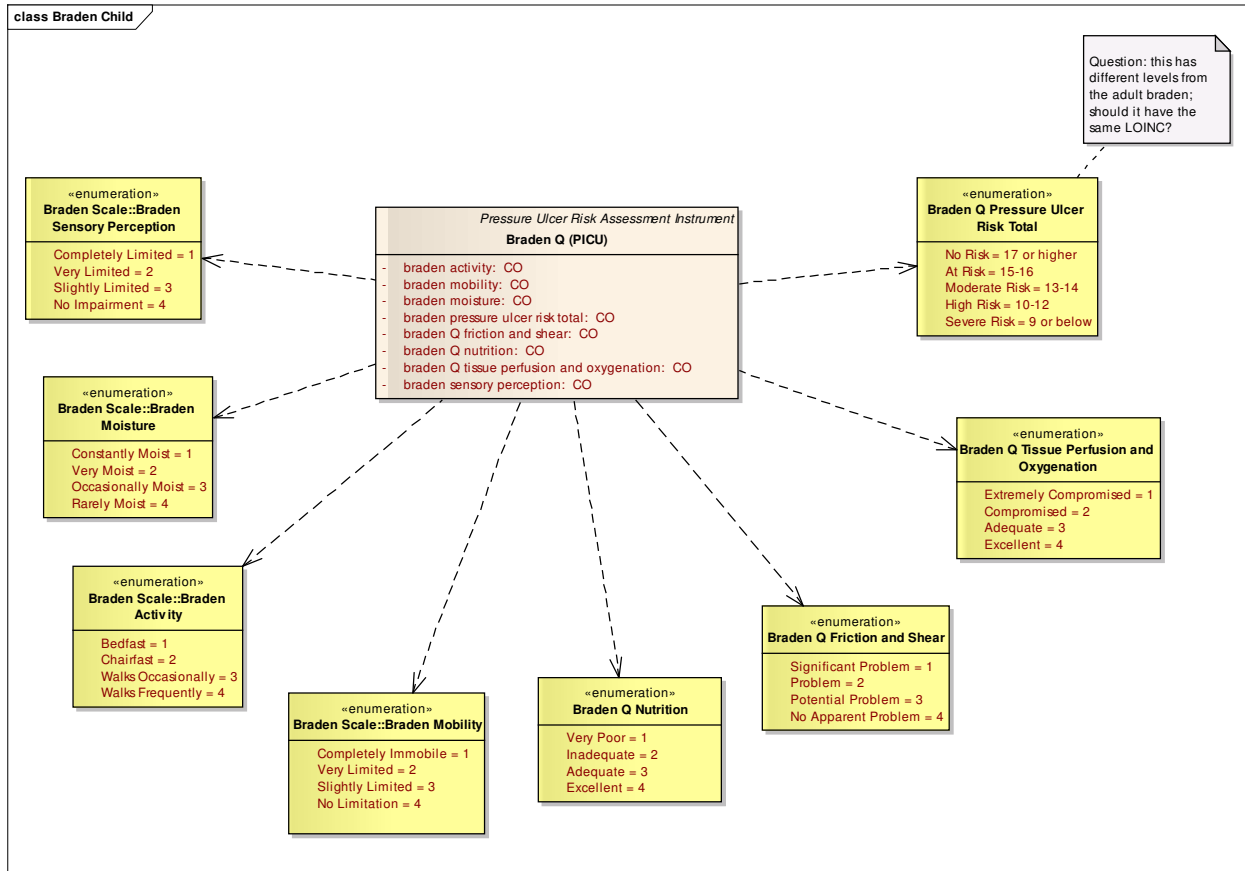 class Braden Child
Question: this has
different levels from
the adult braden;
should it have the
same LOINC?
«enumeration»
Braden Scale::Braden
Sensory Perception
Completely Limited = 1
Very Limited = 2
Slightly Limited = 3
No Impairment = 4
Pressure Ulcer Risk Assessment Instrument
Braden Q (PICU)
- braden activity: CO
- braden mobility: CO
- braden moisture: CO
- braden pressure ulcer risk total: CO
- braden Q friction and shear: CO
- braden Q nutrition: CO
- braden Q tissue perfusion and oxygenation: CO
- braden sensory perception: CO
«enumeration»
Braden Q Pressure Ulcer
Risk Total
No Risk = 17 or higher
At Risk = 15-16
Moderate Risk = 13-14
High Risk = 10-12
Severe Risk = 9 or below
«enumeration»
Braden Scale::Braden
Moisture
Constantly Moist = 1
Very Moist = 2
Occasionally Moist = 3
Rarely Moist = 4
«enumeration»
Braden Q Tissue Perfusion and
Oxygenation
Extremely Compromised = 1
Compromised = 2
Adequate = 3
Excellent = 4
«enumeration»
Braden Scale::Braden
Activity
Bedfast = 1
Chairfast = 2
Walks Occasionally = 3
Walks Frequently = 4
«enumeration»
Braden Scale::Braden Mobility
Completely Immobile = 1
Very Limited = 2
Slightly Limited = 3
No Limitation = 4
«enumeration»
Braden Q Nutrition
Very Poor = 1
Inadequate = 2
Adequate = 3
Excellent = 4
«enumeration»
Braden Q Friction and Shear
Significant Problem = 1
Problem = 2
Potential Problem = 3
No Apparent Problem = 4